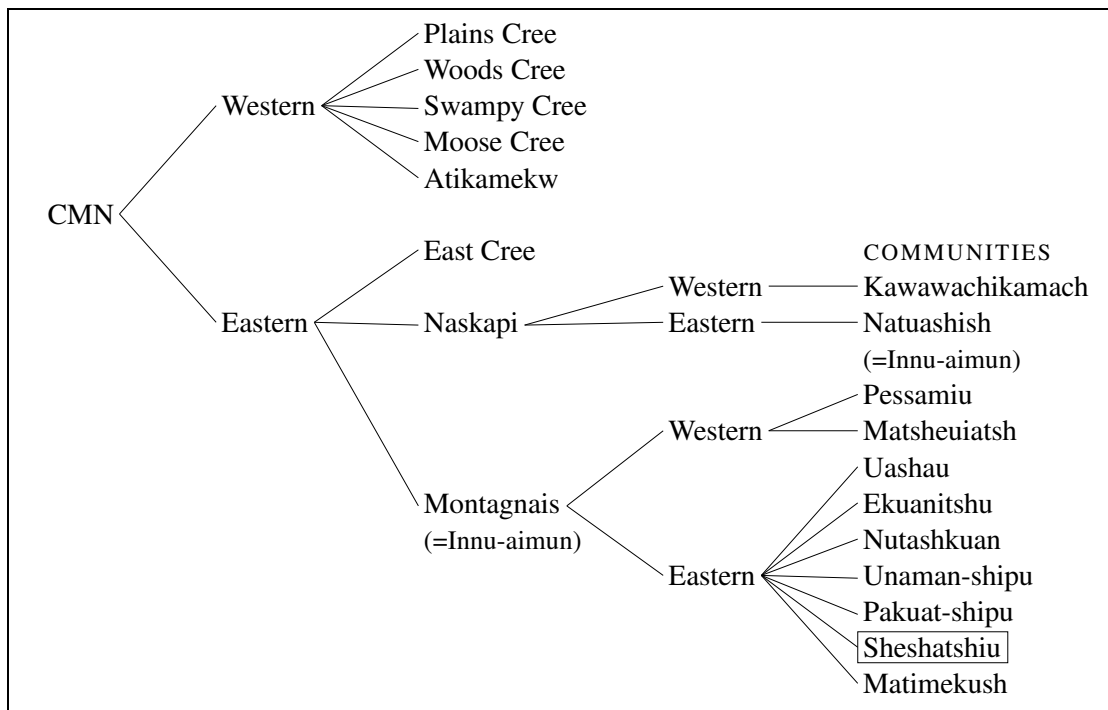 Plains Cree
Woods Cree
Western Swampy Cree
Moose Cree
Atikamekw
CMN
East Cree COMMUNITIES
Western Kawawachikamach
Eastern Naskapi Eastern Natuashish
(=Innu-aimun)
Pessamiu
Western Matsheuiatsh
Uashau
Montagnais Ekuanitshu
(=Innu-aimun) Nutashkuan
Eastern Unaman-shipu
Pakuat-shipu
Sheshatshiu
Matimekush